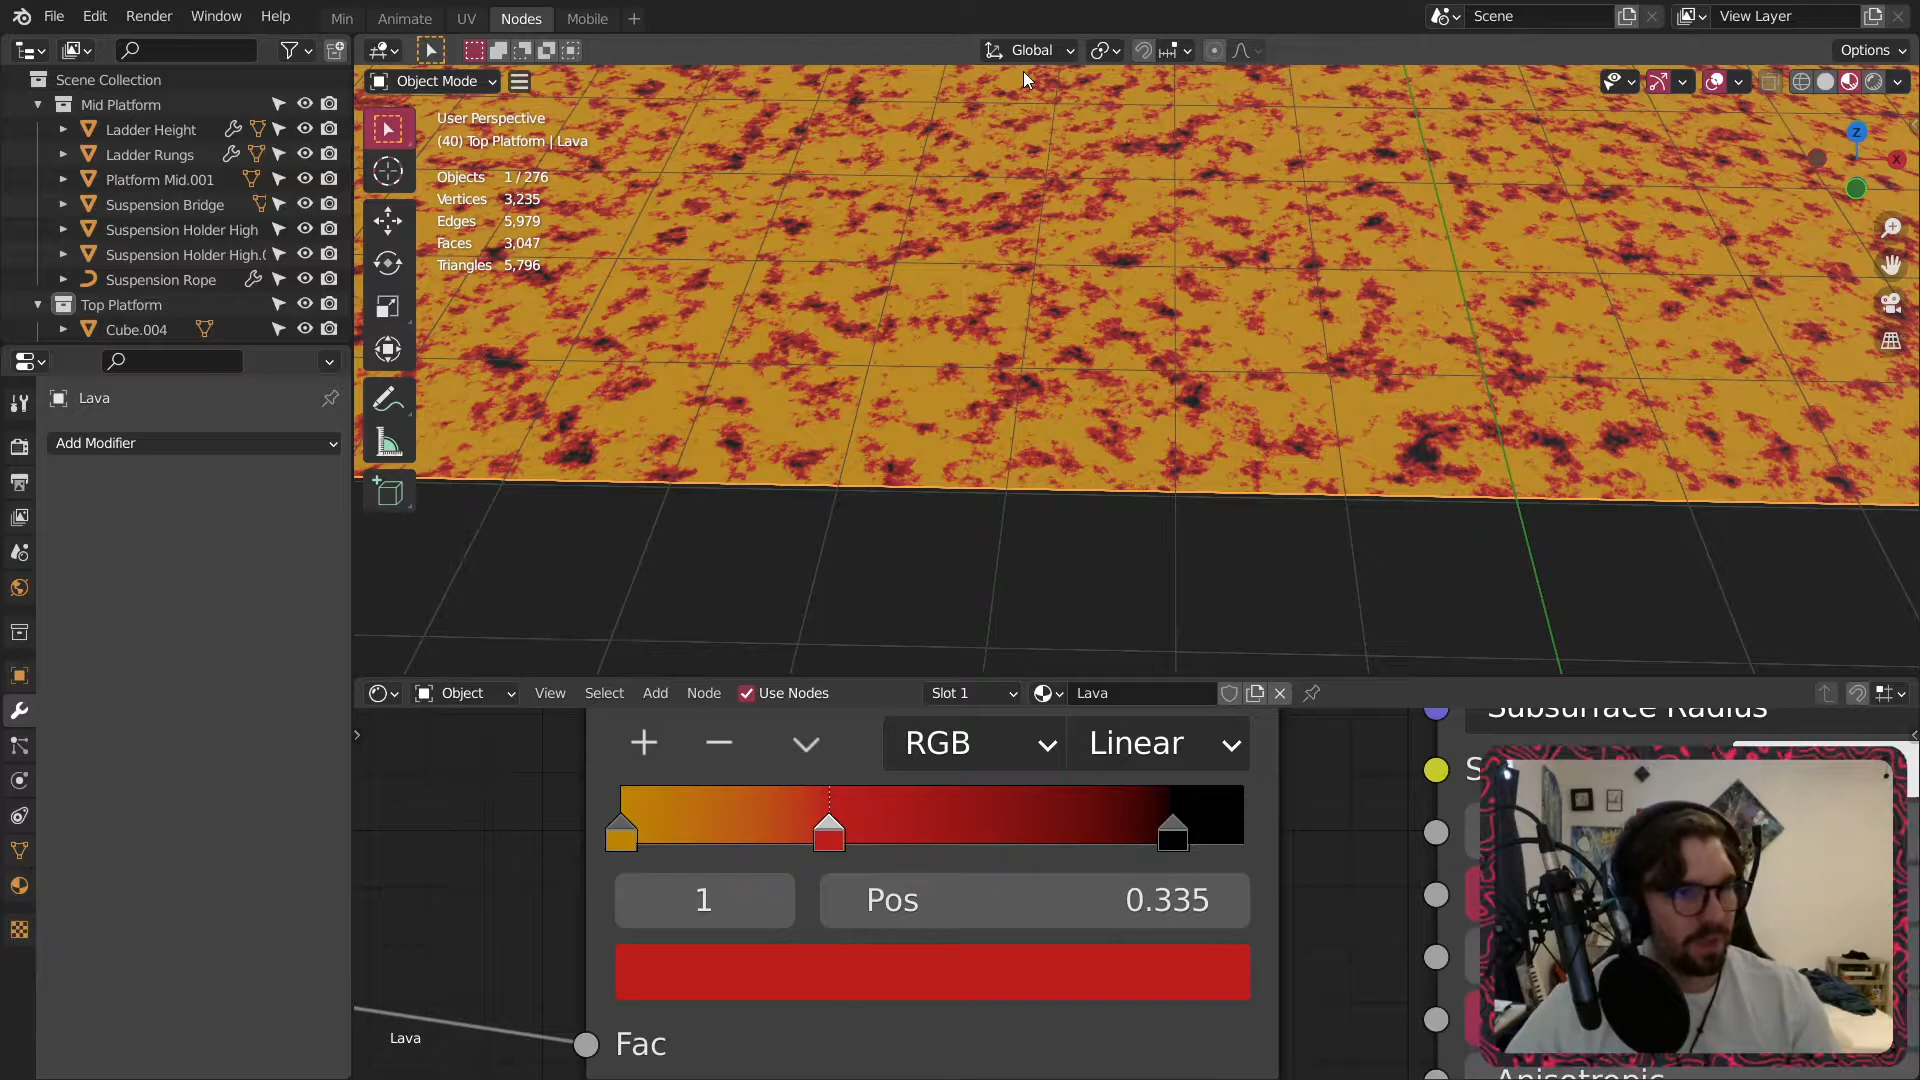 File Edit Render Window Help Min Animate UV Nodes Mobile Scene View Layer
Global Options
Scene Collection
Object Mode
Mid Platform
Ladder Height
Ladder Rungs
Platform Mid.001
Suspension Bridge
Suspension Holder High
Suspension Holder High.
Suspension Rope
Top Platform
Cube.004
User Perspective
(40) Top Platform | Lava
Objects 1 / 276
Vertices 3,235
Edges 5,979
Faces 3,047
Triangles 5,796
Z
X
Lava
Add Modifier
Object View Select Add Node Use Nodes Slot 1 Lava
Subsurface Radius
RGB Linear
S
1 Pos 0.335
Lava
Fac
Anisotropic